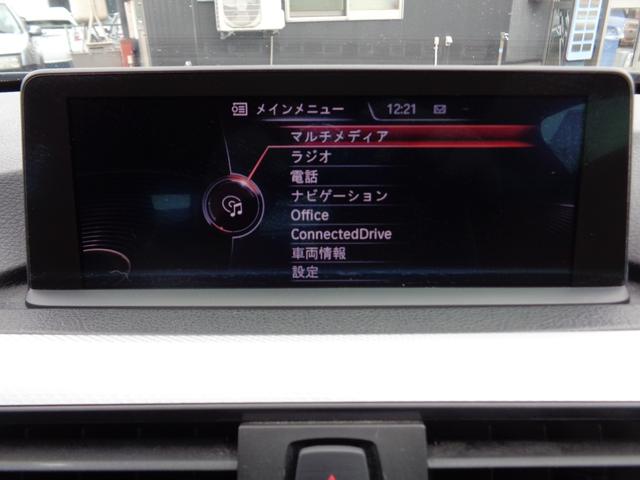 メインメニュー 12:21
マルチメディア
ラジオ
電話
ナビゲーション
Office
ConnectedDrive
車両情報
設定